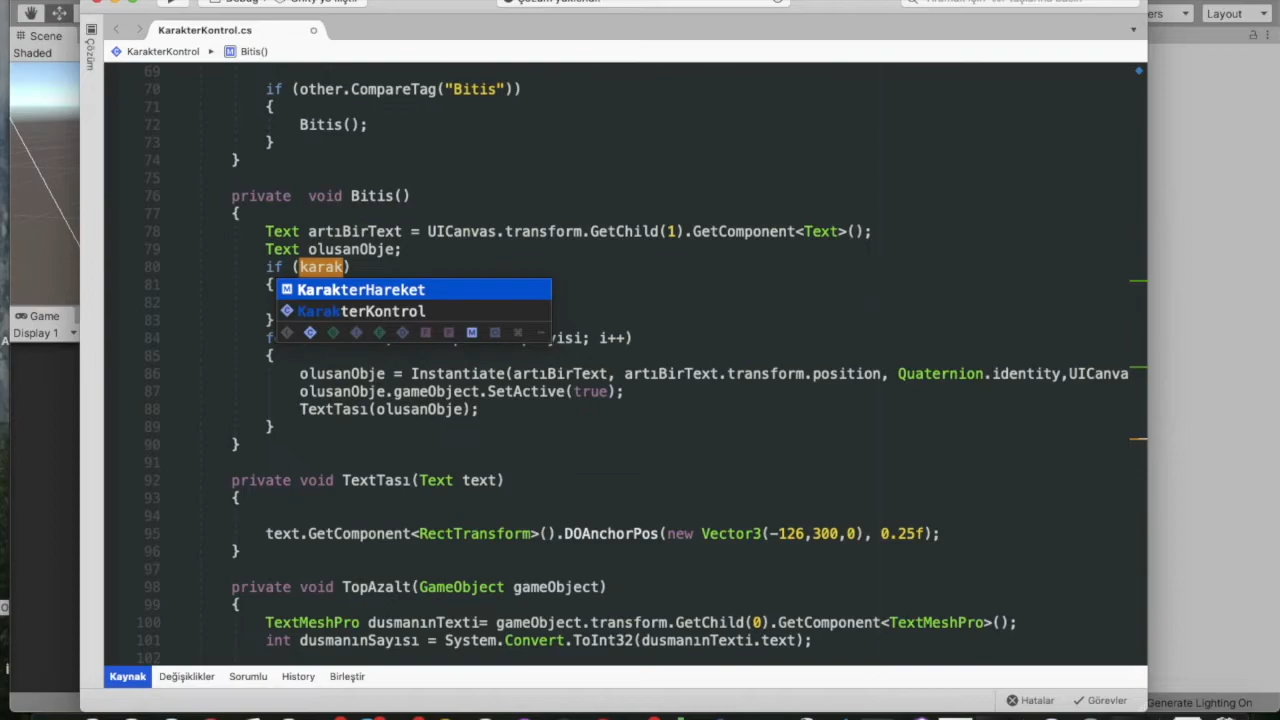 Layout
Scene
Shaded
Game
Display 1
Çözüm
KarakterKontrol.cs
KarakterKontrol
Bitis()
69
70 if (other.CompareTag("Bitis"))
71 {
72 Bitis();
73 }
74 }
76 private void Bitis()
77 {
78 Text artıBirText = UICanvas.transform.GetChild(1).GetComponent<Text>();
79 Text olusanObje;
80 if (karak)
81 {
KarakterHareket
82
KarakterKontrol
83 }
84 i++)
85 {
86 olusanObje = Instantiate(artıBirText, artıBirText.transform.position, Quaternion.identity,UICanva
87 olusanObje.gameObject.SetActive(true);
88 TextTası(olusanObje);
89 }
90 }
91
92 private void TextTası(Text text)
93 {
94
95 text.GetComponent<RectTransform>().DOAnchorPos(new Vector3(-126,300,0), 0.25f);
96 }
97
98 private void TopAzalt(GameObject gameObject)
99 {
100 TextMeshPro dusmanınTexti= gameObject.transform.GetChild(0).GetComponent<TextMeshPro>();
101 int dusmanınSayısı = System.Convert.ToInt32(dusmanınTexti.text);
102
Kaynak Değişiklikler Sorumlu History Birleştir
Hatalar Görevler
Generate Lighting On